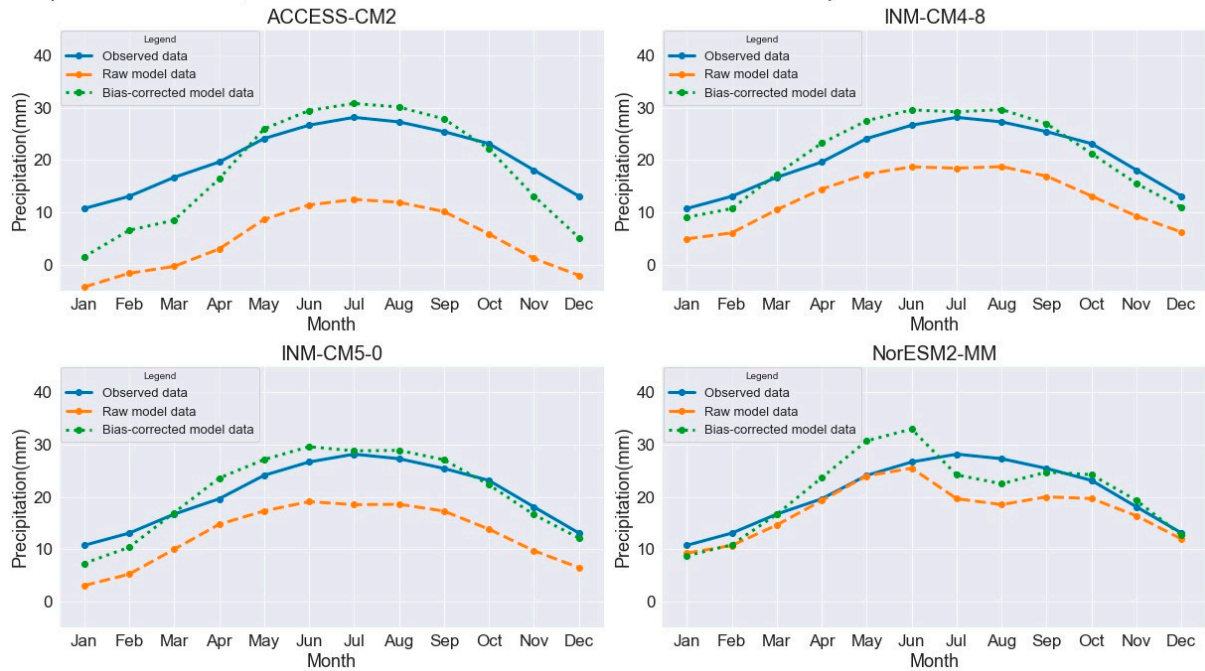 ACCESS-CM2
Legend
Observed data
Raw model data
Bias-corrected model data
Precipitation(mm)
40
30
20
10
0
Jan Feb Mar Apr May Jun Jul Aug Sep Oct Nov Dec
Month
INM-CM4-8
Legend
Observed data
Raw model data
Bias-corrected model data
Precipitation(mm)
40
30
20
10
0
Jan Feb Mar Apr May Jun Jul Aug Sep Oct Nov Dec
Month
INM-CM5-0
Legend
Observed data
Raw model data
Bias-corrected model data
Precipitation(mm)
40
30
20
10
0
Jan Feb Mar Apr May Jun Jul Aug Sep Oct Nov Dec
Month
NorESM2-MM
Legend
Observed data
Raw model data
Bias-corrected model data
Precipitation(mm)
40
30
20
10
0
Jan Feb Mar Apr May Jun Jul Aug Sep Oct Nov Dec
Month